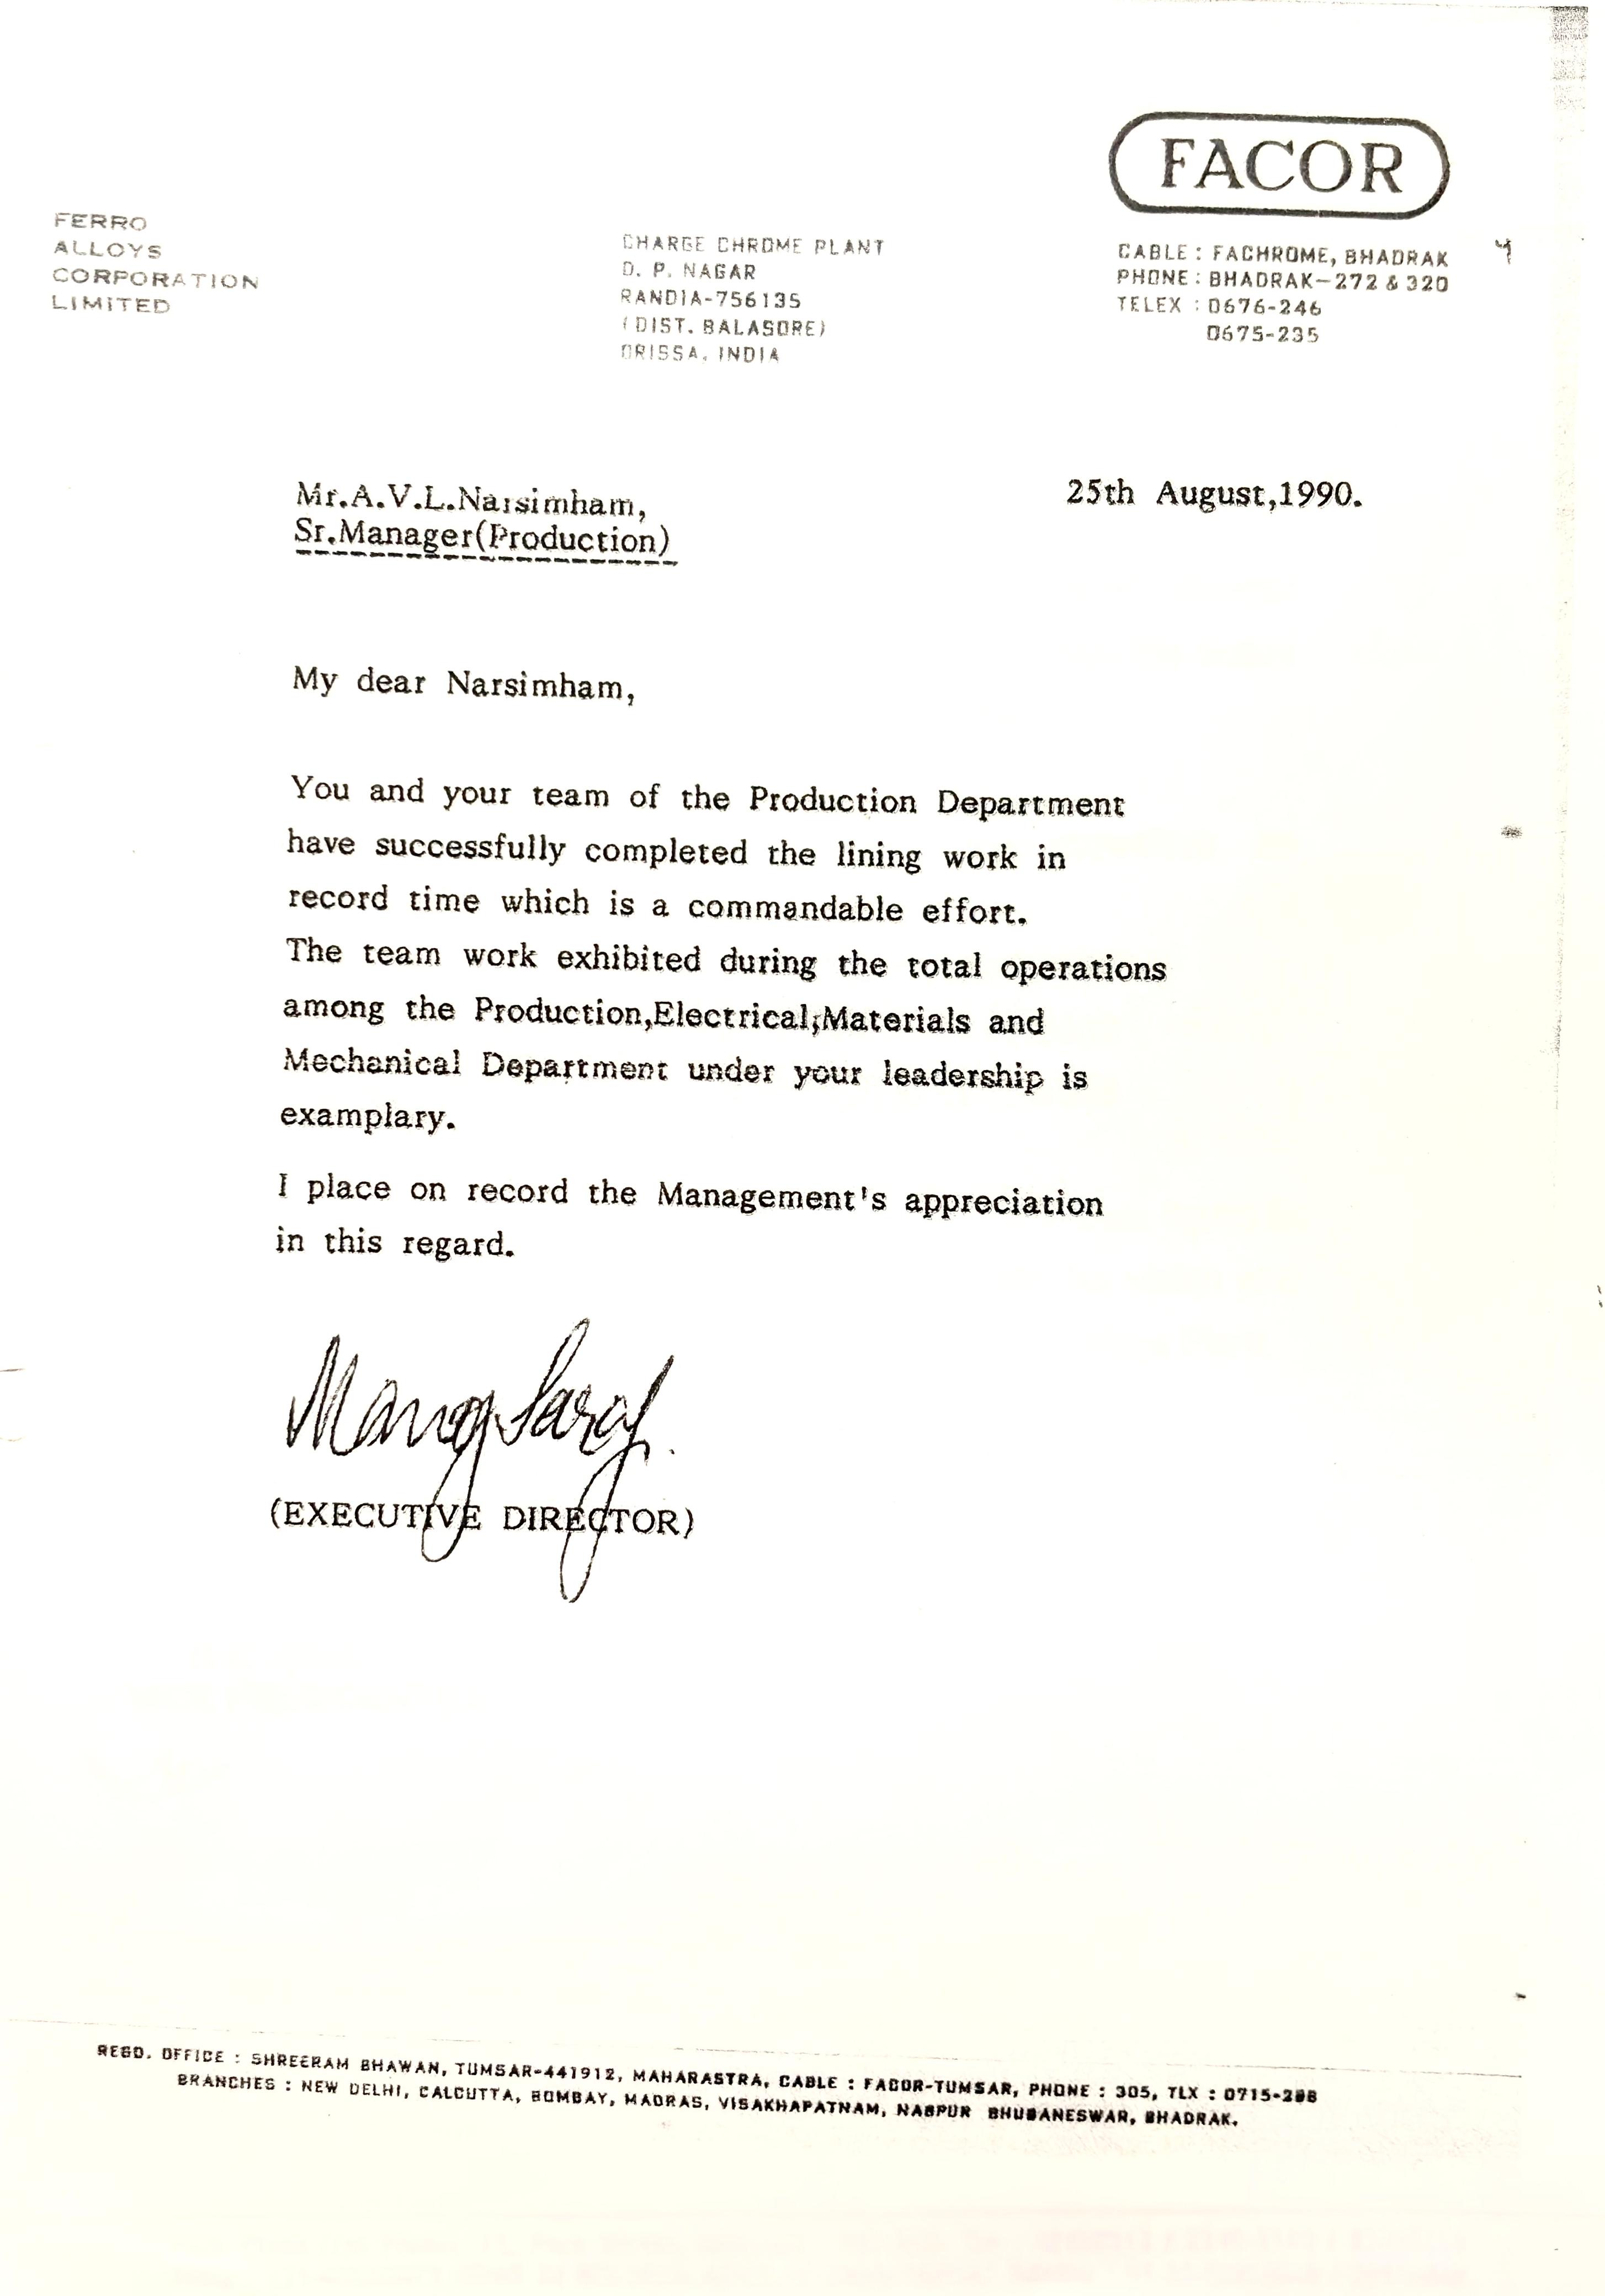 FACOR
FERRO
ALLOYS
CORPORATION
LIMITED
CHARGE CHROME PLANT
D. P. NAGAR
RANDIA-756135
(DIST. BALASORE)
ORISSA. INDIA
CABLE : FACHROME, BHADRAK
PHONE : BHADRAK-272 & 320
TELEX : 0676-246
0675-235
25th August,1990.
Mr.A.V.L.Narsimham,
Sr.Manager(Production)
My dear Narsimham,
You and your team of the Production Department
have successfully completed the lining work in
record time which is a commandable effort.
The team work exhibited during the total operations
among the Production,Electrical,Materials and
Mechanical Department under your leadership is
examplary.
I place on record the Management's appreciation
in this regard.
Manoj Saraf
(EXECUTIVE DIRECTOR)
REGD. OFFICE : SHREERAM BHAWAN, TUMSAR-441912, MAHARASTRA, CABLE : FACOR-TUMSAR, PHONE : 305, TLX :
BRANCHES : NEW DELHI, CALCUTTA, BOMBAY, MADRAS, VISAKHAPATNAM, NAGPUR BHUBANESWAR, BHADRAK.